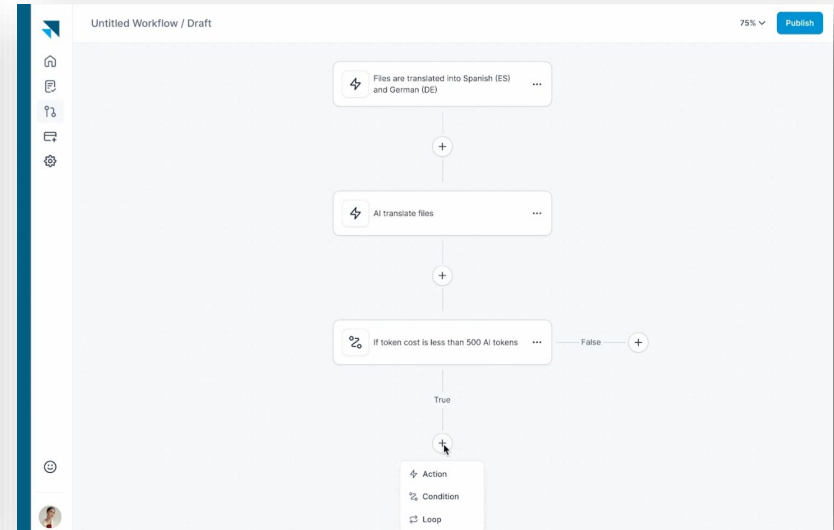 Untitled Workflow / Draft
75%
Publish
Files are translated into Spanish (ES)
and German (DE)
AI translate files
If token cost is less than 500 AI tokens
False
True
Action
Condition
Loop